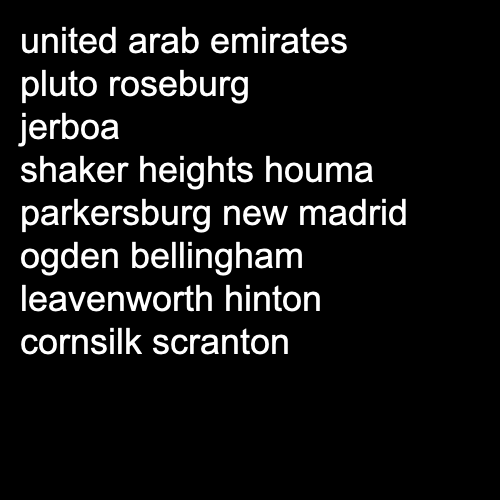 united arab emirates
pluto roseburg
jerboa
shaker heights houma
parkersburg new madrid
ogden bellingham
leavenworth hinton
cornsilk scranton